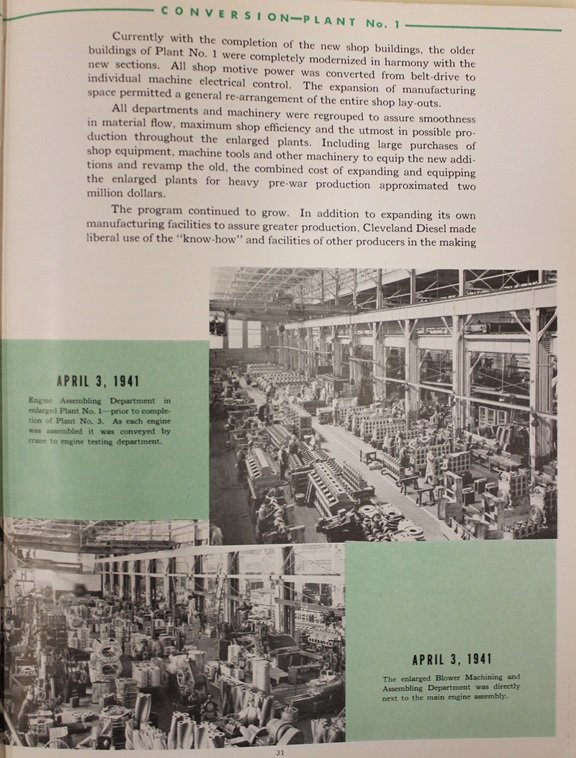 CONVERSION—PLANT No. 1
Currently with the completion of the new shop buildings, the older
buildings of Plant No. 1 were completely modernized in harmony with the
new sections. All shop motive power was converted from belt-drive to
individual machine electrical control. The expansion of manufacturing
space permitted a general re-arrangement of the entire shop lay-outs.
All departments and machinery were regrouped to assure smoothness
in material flow, maximum shop efficiency and the utmost in possible pro-
duction throughout the enlarged plants. Including large purchases of
shop equipment, machine tools and other machinery to equip the new addi-
tions and revamp the old, the combined cost of expanding and equipping
the enlarged plants for heavy pre-war production approximated two
million dollars.
The program continued to grow. In addition to expanding its own
manufacturing facilities to assure greater production, Cleveland Diesel made
liberal use of the "know-how" and facilities of other producers in the making
APRIL 3, 1941
Engine Assembling Department in
enlarged Plant No. 1—prior to comple-
tion of Plant No. 3. As each engine
was assembled it was conveyed by
crane to engine testing department.
APRIL 3, 1941
The enlarged Blower Machining and
Assembling Department was directly
next to the main engine assembly.
31